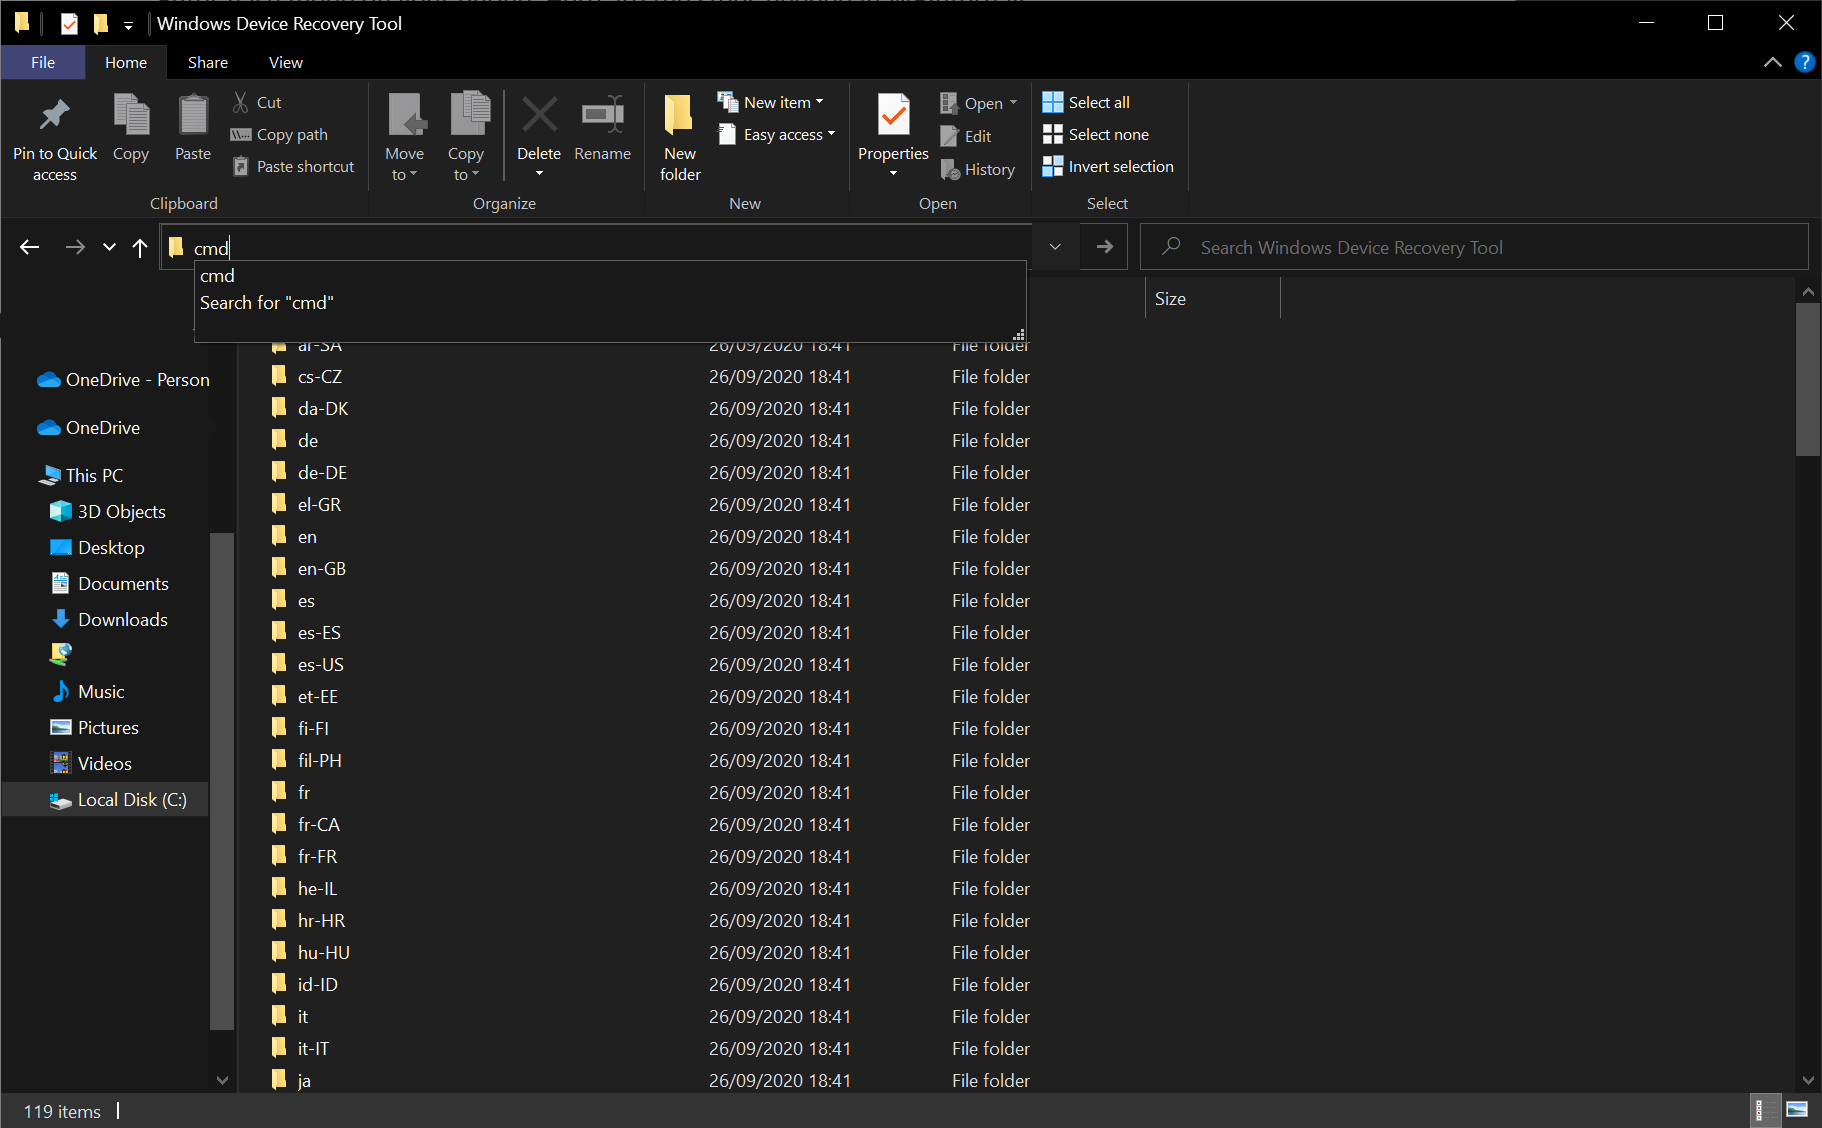 Windows Device Recovery Tool
File Home Share View
Pin to Quick access
Copy
Paste
Cut
Copy path
Paste shortcut
Clipboard
Move to
Copy to
Delete
Rename
Organize
New folder
New item
Easy access
New
Properties
Open
Edit
History
Open
Select all
Select none
Invert selection
Select
cmd
Search Windows Device Recovery Tool
cmd
Search for "cmd"
Size
OneDrive - Person
OneDrive
This PC
3D Objects
Desktop
Documents
Downloads
Music
Pictures
Videos
Local Disk (C:)
ar-SA 26/09/2020 18:41 File folder
cs-CZ 26/09/2020 18:41 File folder
da-DK 26/09/2020 18:41 File folder
de 26/09/2020 18:41 File folder
de-DE 26/09/2020 18:41 File folder
el-GR 26/09/2020 18:41 File folder
en 26/09/2020 18:41 File folder
en-GB 26/09/2020 18:41 File folder
es 26/09/2020 18:41 File folder
es-ES 26/09/2020 18:41 File folder
es-US 26/09/2020 18:41 File folder
et-EE 26/09/2020 18:41 File folder
fi-FI 26/09/2020 18:41 File folder
fil-PH 26/09/2020 18:41 File folder
fr 26/09/2020 18:41 File folder
fr-CA 26/09/2020 18:41 File folder
fr-FR 26/09/2020 18:41 File folder
he-IL 26/09/2020 18:41 File folder
hr-HR 26/09/2020 18:41 File folder
hu-HU 26/09/2020 18:41 File folder
id-ID 26/09/2020 18:41 File folder
it 26/09/2020 18:41 File folder
it-IT 26/09/2020 18:41 File folder
ja 26/09/2020 18:41 File folder
119 items